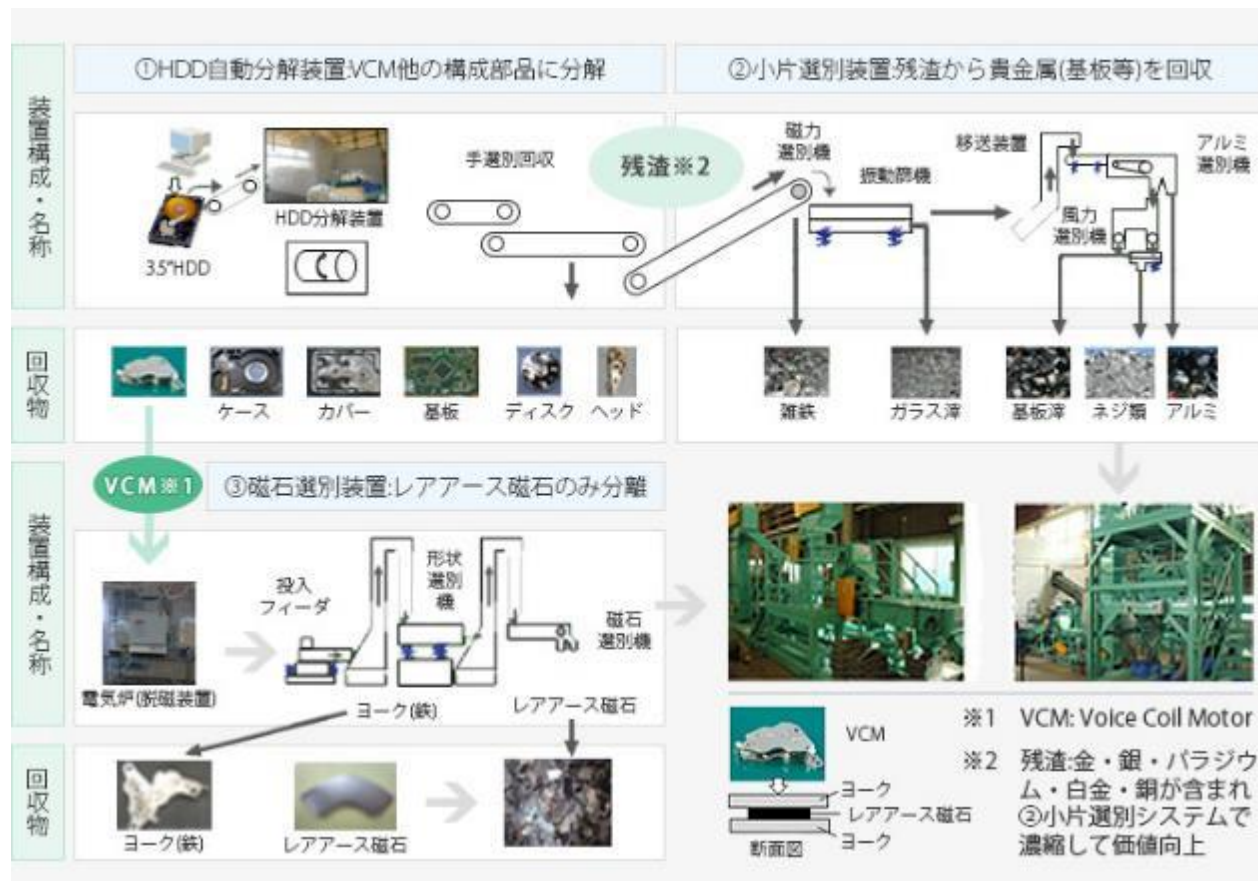 ①HDD自動分解装置:VCM他の構成部品に分解
②小片選別装置:残渣から貴金属(基板等)を回収
装置構成・名称
3.5"HDD
HDD分解装置
手選別回収
残渣※2
磁力
選別機
振動篩機
移送装置
風力
選別機
アルミ
選別機
回収物
ケース
カバー
基板
ディスク
ヘッド
雑鉄
ガラス滓
基板滓
ネジ類
アルミ
VCM※1
③磁石選別装置:レアアース磁石のみ分離
装置構成・名称
電気炉(脱磁装置)
投入
フィーダ
形状
選別
機
磁石
選別機
ヨーク(鉄)
レアアース磁石
回収物
ヨーク(鉄)
レアアース磁石
VCM
ヨーク
レアアース磁石
ヨーク
断面図
※1 VCM: Voice Coil Motor
※2 残渣:金・銀・パラジウ
ム・白金・銅が含まれ
②小片選別システムで
濃縮して価値向上